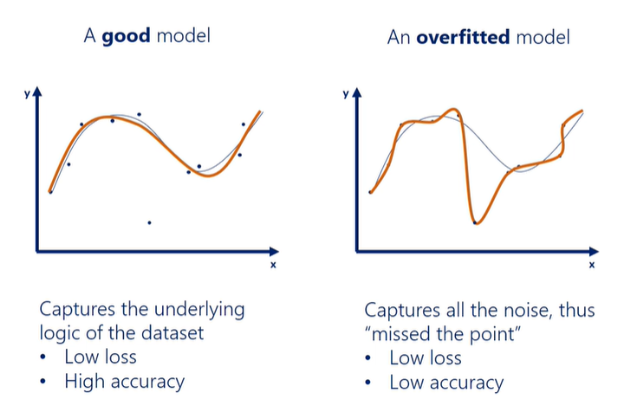 A good model
y
x
Captures the underlying
logic of the dataset
• Low loss
• High accuracy
An overfitted model
y
x
Captures all the noise, thus
“missed the point”
• Low loss
• Low accuracy